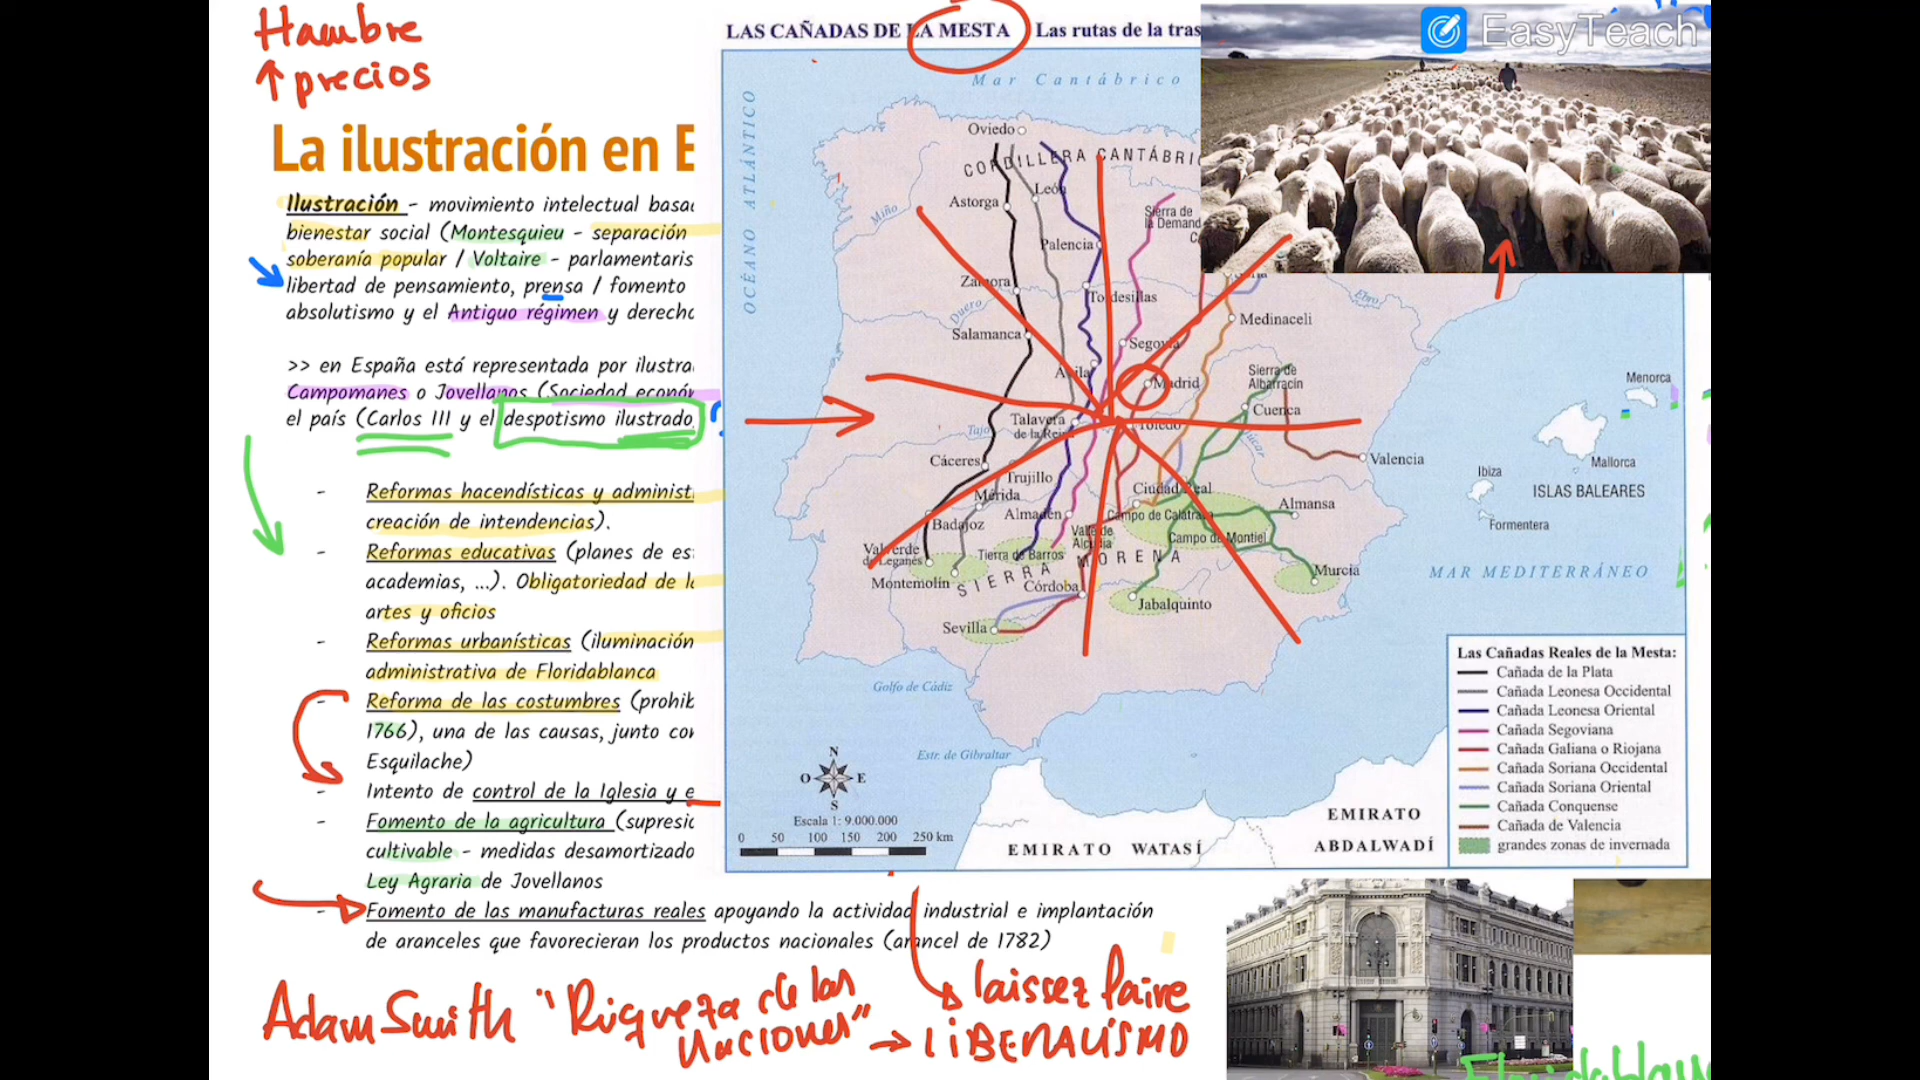 Hambre
↑ precios
La ilustración en E
Ilustración - movimiento intelectual basad
bienestar social (Montesquieu - separación
soberanía popular / Voltaire - parlamentaris
libertad de pensamiento, prensa / fomento
absolutismo y el Antiguo régimen y derecho
>> en España está representada por ilustra
Campomanes o Jovellanos (Sociedad econó
el país (Carlos III y el despotismo ilustrado
- Reformas hacendísticas y administ
creación de intendencias).
- Reformas educativas (planes de es
academias, ...). Obligatoriedad de l
artes y oficios
- Reformas urbanísticas (iluminación
administrativa de Floridablanca
- Reforma de las costumbres (prohib
1766), una de las causas, junto con
Esquilache)
- Intento de control de la Iglesia y e
- Fomento de la agricultura (supresió
cultivable - medidas desamortizado
Ley Agraria de Jovellanos
- Fomento de las manufacturas reales apoyando la actividad industrial e implantación
de aranceles que favorecieran los productos nacionales (arancel de 1782)
Adam Smith "Riqueza de las
naciones"
laissez faire
→ LIBERALISMO
LAS CAÑADAS DE LA MESTA Las rutas de la tras
Mar Cantábrico
OCÉANO ATLÁNTICO
Oviedo
CORDILLERA CANTÁBRI
León
Astorga
Sierra de
la Demand
Miño
Palencia
Zamora
Tordesillas
Duero
Ebro
Medinaceli
Salamanca
Segovia
Ávila
Madrid
Sierra de
Albarracín
Menorca
Cuenca
Talavera
de la Reina
Toledo
Tajo
Júcar
Cáceres
Valencia
Mallorca
Ibiza
Trujillo
ISLAS BALEARES
Mérida
Ciudad Real
Almansa
Formentera
Badajoz
Almadén
Campo de Calatrava
Valle de
Alcudia
Campo de Montiel
Valverde
de Leganés
Tierra de Barros
SIERRA MORENA
Murcia
MAR MEDITERRÁNEO
Montemolín
Córdoba
Jabalquinto
Sevilla
Golfo de Cádiz
Estr. de Gibraltar
N
O E
S
Escala 1: 9.000.000
0 50 100 150 200 250 km
EMIRATO WATASÍ
EMIRATO
ABDALWADÍ
Las Cañadas Reales de la Mesta:
Cañada de la Plata
Cañada Leonesa Occidental
Cañada Leonesa Oriental
Cañada Segoviana
Cañada Galiana o Riojana
Cañada Soriana Occidental
Cañada Soriana Oriental
Cañada Conquense
Cañada de Valencia
grandes zonas de invernada
EasyTeach